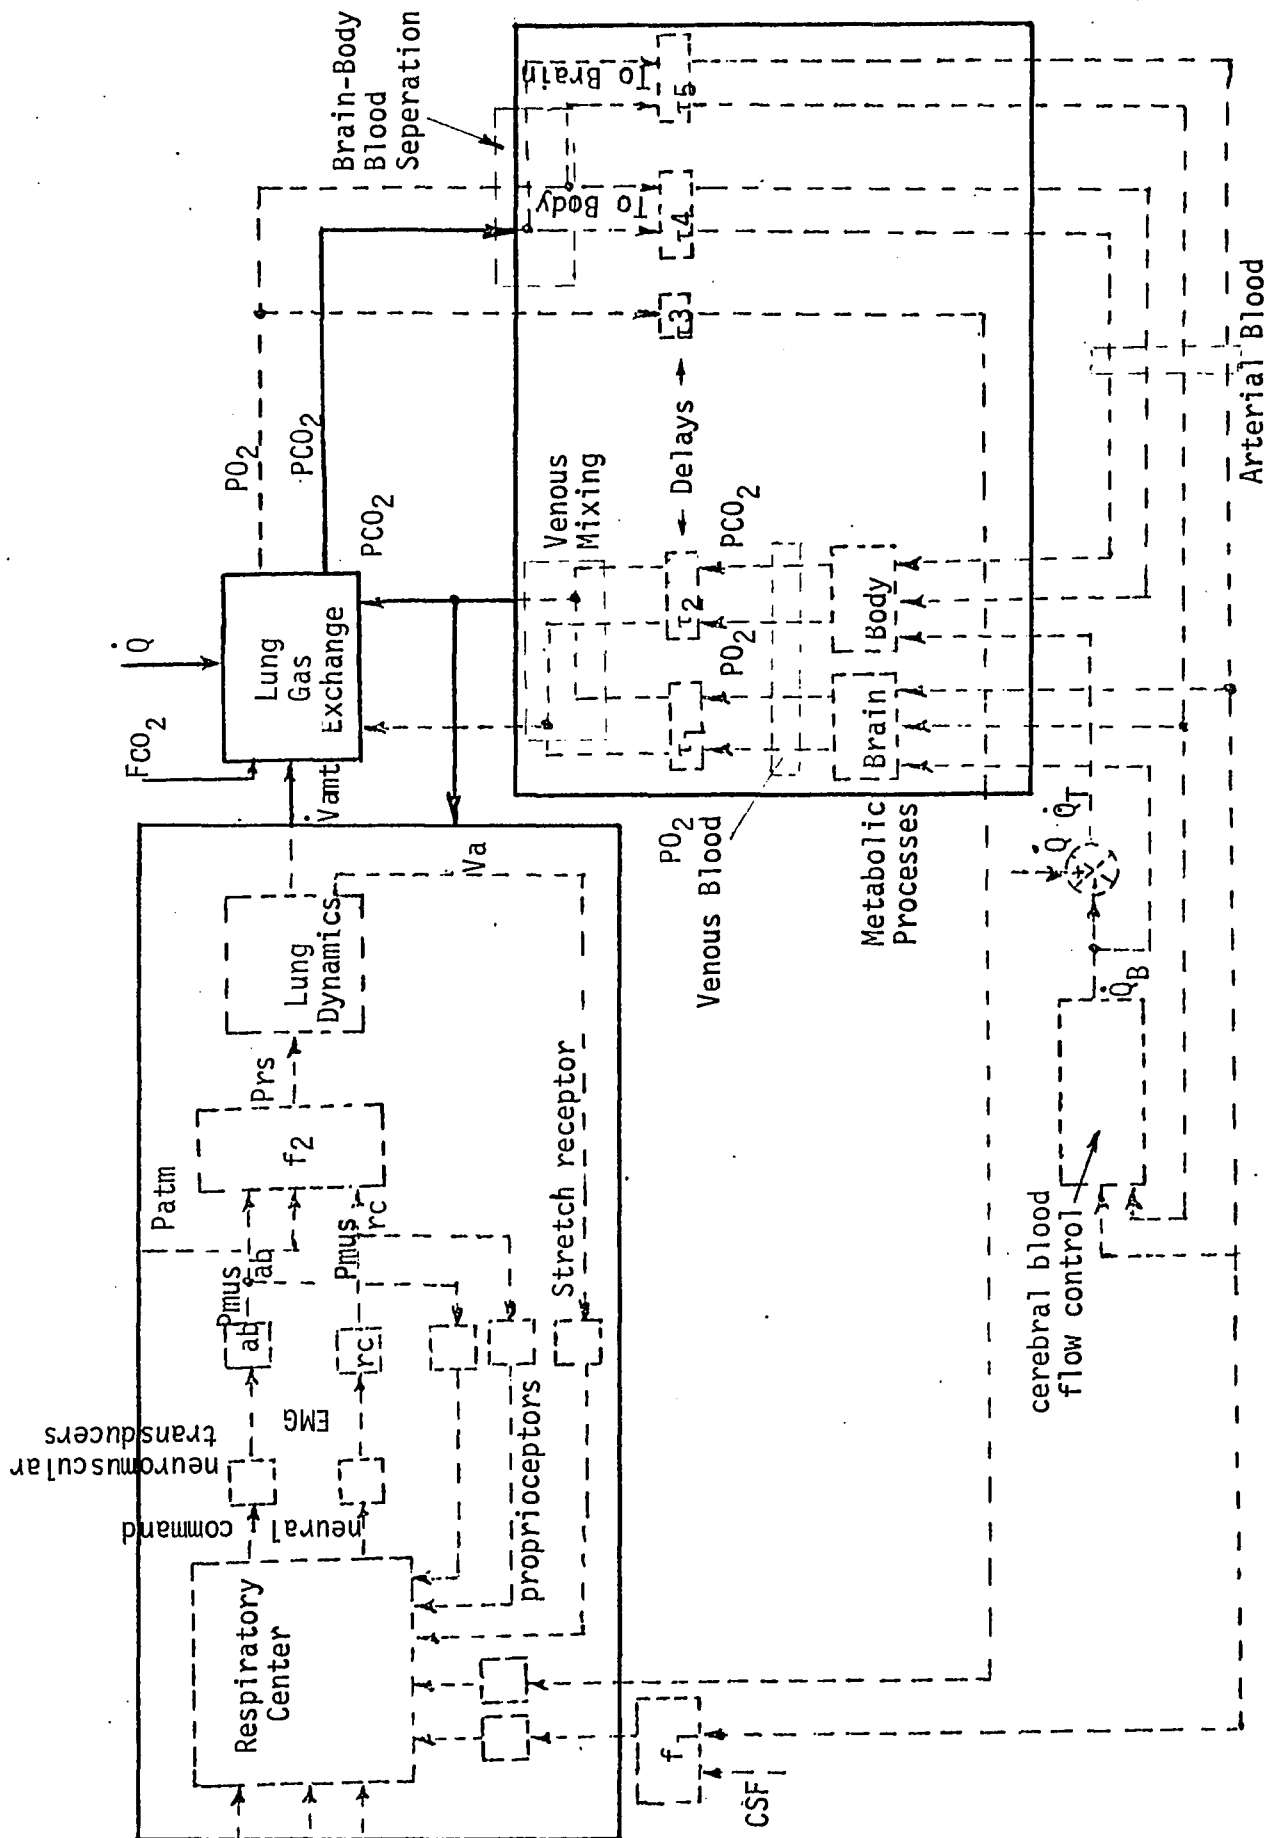 Brain-Body
Blood
Seperation
PO2
PCO2
PCO2
Q̇
FCO2
Lung
Gas
Exchange
V̇amt
Venous
Mixing
To Brain
To Body
τ5
τ4
τ3
← Delays →
τ2
τ1
PCO2
PO2
PO2
Venous Blood
Body
Brain
Metabolic
Processes
Arterial Blood
Q̇
Q̇T
+
Q̇B
cerebral blood
flow control
Va
Lung
Dynamics
Prs
f2
Patm
Pmus
ab
Pmus
rc
ab
rc
Stretch receptor
neuromuscular
transducers
EMG
neural
command
proprioceptors
Respiratory
Center
f1
CSF